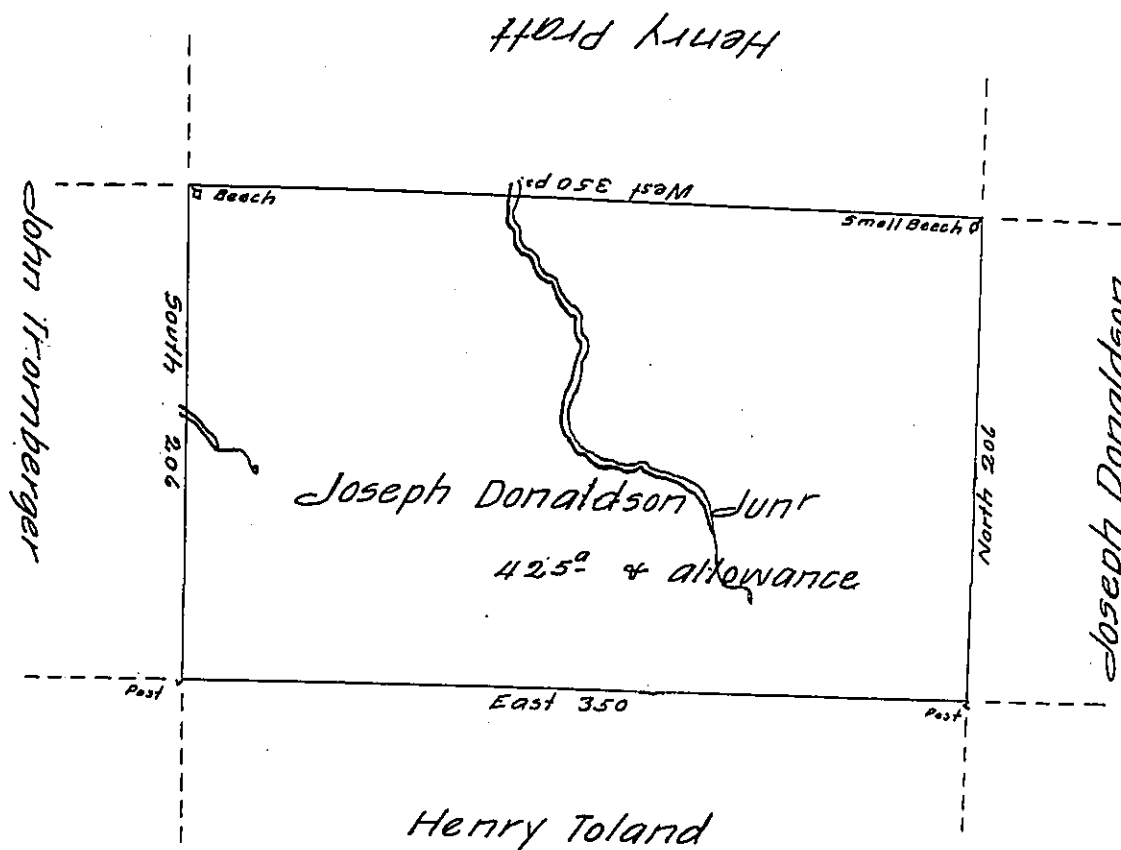 Henry Pratt
West 350 p.
Beech
Small Beech
John Fromberger
South 206
North 206
Joseph Donaldson
Joseph Donaldson Junr
425a & allowance
Post
East 350
Post
Henry Toland